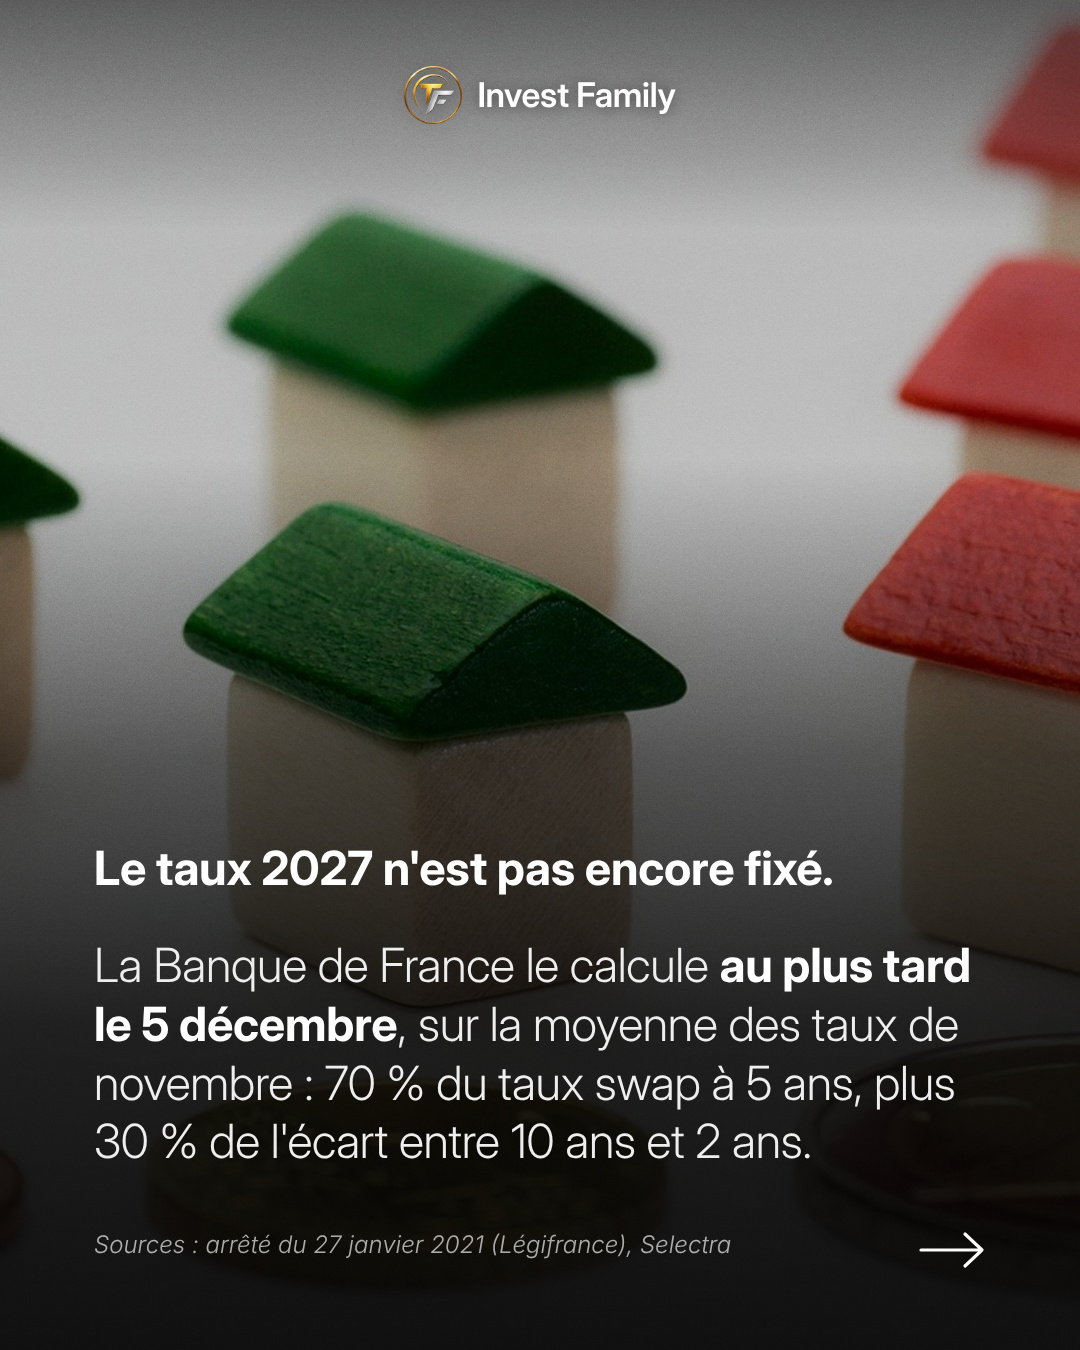 TF Invest Family
Le taux 2027 n'est pas encore fixé.
La Banque de France le calcule au plus tard
le 5 décembre, sur la moyenne des taux de
novembre : 70 % du taux swap à 5 ans, plus
30 % de l'écart entre 10 ans et 2 ans.
Sources : arrêté du 27 janvier 2021 (Légifrance), Selectra